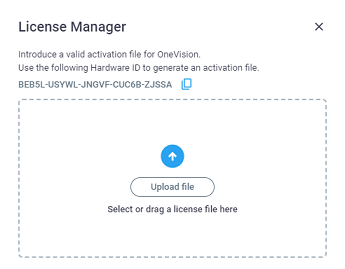 License Manager
Introduce a valid activation file for OneVision.
Use the following Hardware ID to generate an activation file.
BEB5L-USYWL-JNGVF-CUC6B-ZJSSA
Upload file
Select or drag a license file here